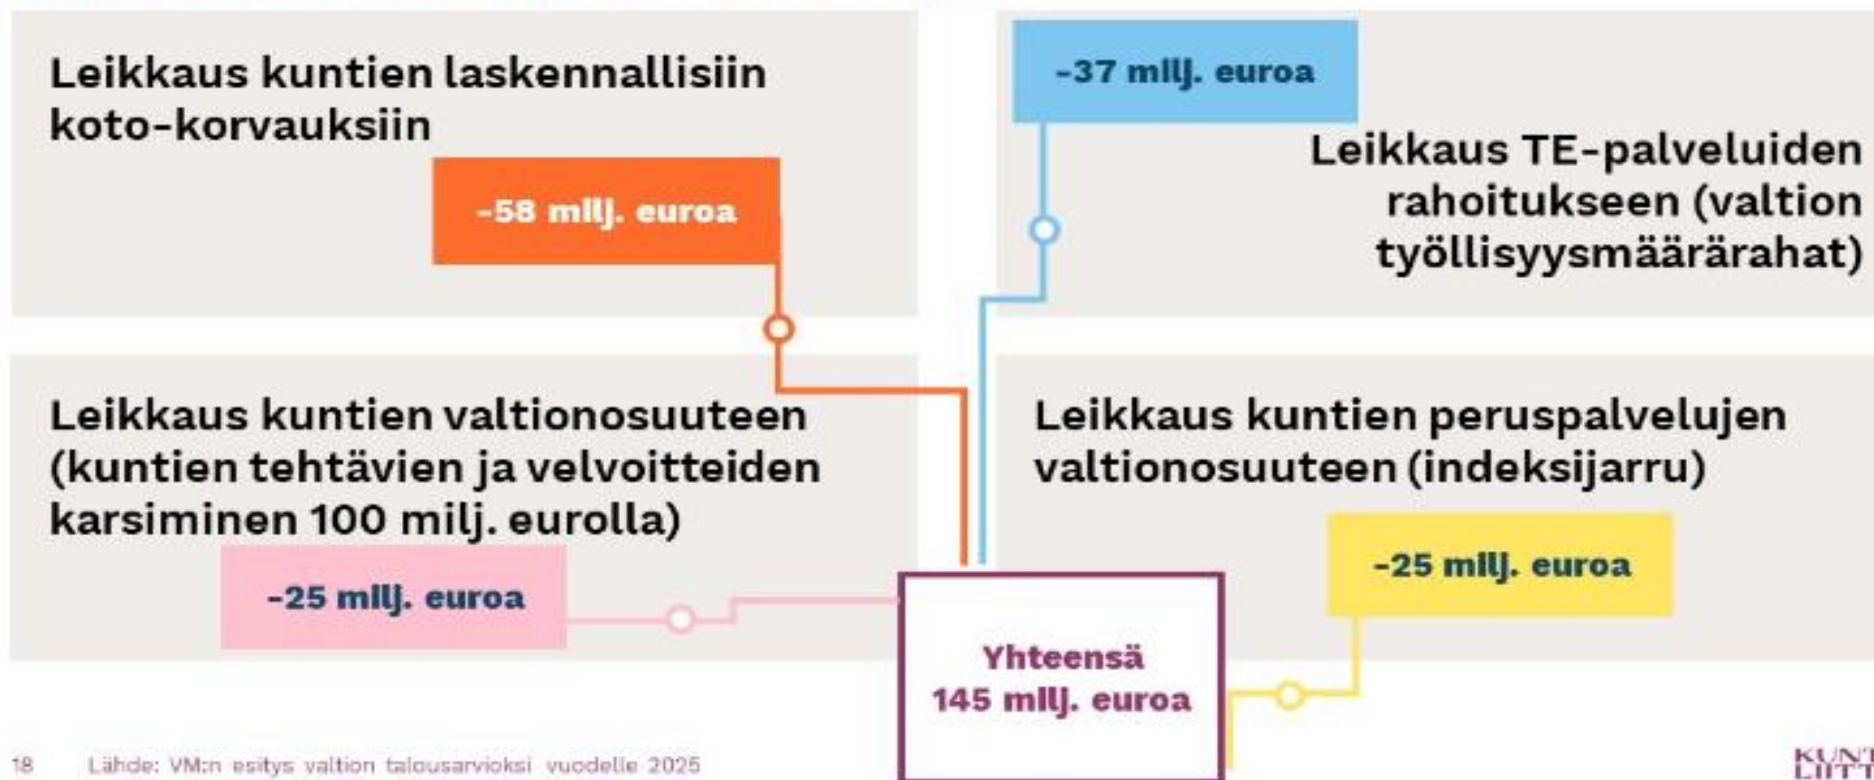 Leikkaus kuntien laskennallisiin
koto-korvauksiin
-58 milj. euroa
-37 milj. euroa
Leikkaus TE-palveluiden
rahoitukseen (valtion
työllisyysmäärärahat)
Leikkaus kuntien valtionosuuteen
(kuntien tehtävien ja velvoitteiden
karsiminen 100 milj. eurolla)
-25 milj. euroa
Leikkaus kuntien peruspalvelujen
valtionosuuteen (indeksijarru)
-25 milj. euroa
Yhteensä
145 milj. euroa
18 Lähde: VM:n esitys valtion talousarvioksi vuodelle 2025